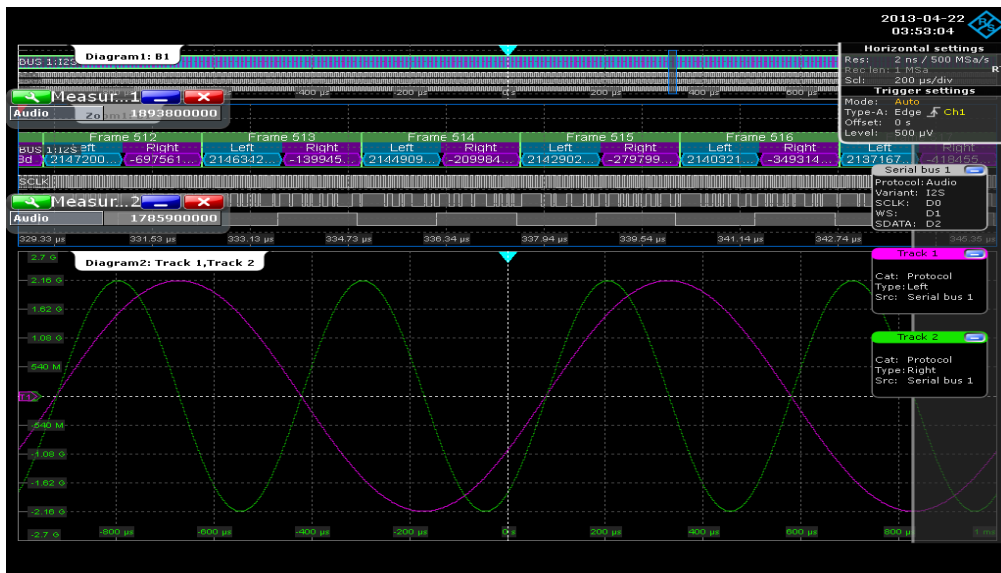 2013-04-22
03:53:04
Diagram1: B1
BUS 1:I2S
Horizontal settings
Res: 2 ns / 500 MSa/s
Rec len: 1 MSa R
Scl: 200 µs/div
Trigger settings
Mode: Auto
Type-A: Edge Ch1
Offset: 0 s
Level: 500 µV
-400 µs -200 µs 0 s 200 µs 400 µs 600 µs
Measur...1
Audio 1893800000
Frame 512 Frame 513 Frame 514 Frame 515 Frame 516
BUS 1:I2S eft Right Left Right Left Right Left Right Left Right Left Right
3d 2147200... -697561... 2146342... -139945... 2144909... -209984... 2142902... -279799... 2140321... -349314... 2137167... -418455...
SCLK
Serial bus 1
Protocol: Audio
Variant: I2S
SCLK: D0
WS: D1
SDATA: D2
Measur...2
Audio 1785900000
329.33 µs 331.53 µs 333.13 µs 334.73 µs 336.34 µs 337.94 µs 339.54 µs 341.14 µs 342.74 µs 345.35 µs
Diagram2: Track 1,Track 2
2.7 G
2.16 G
1.62 G
1.08 G
540 M
-540 M
-1.08 G
-1.62 G
-2.16 G
-2.7 G
-800 µs -600 µs -400 µs -200 µs 0 s 200 µs 400 µs 600 µs 800 µs 1 ms
Track 1
Cat: Protocol
Type: Left
Src: Serial bus 1
Track 2
Cat: Protocol
Type: Right
Src: Serial bus 1